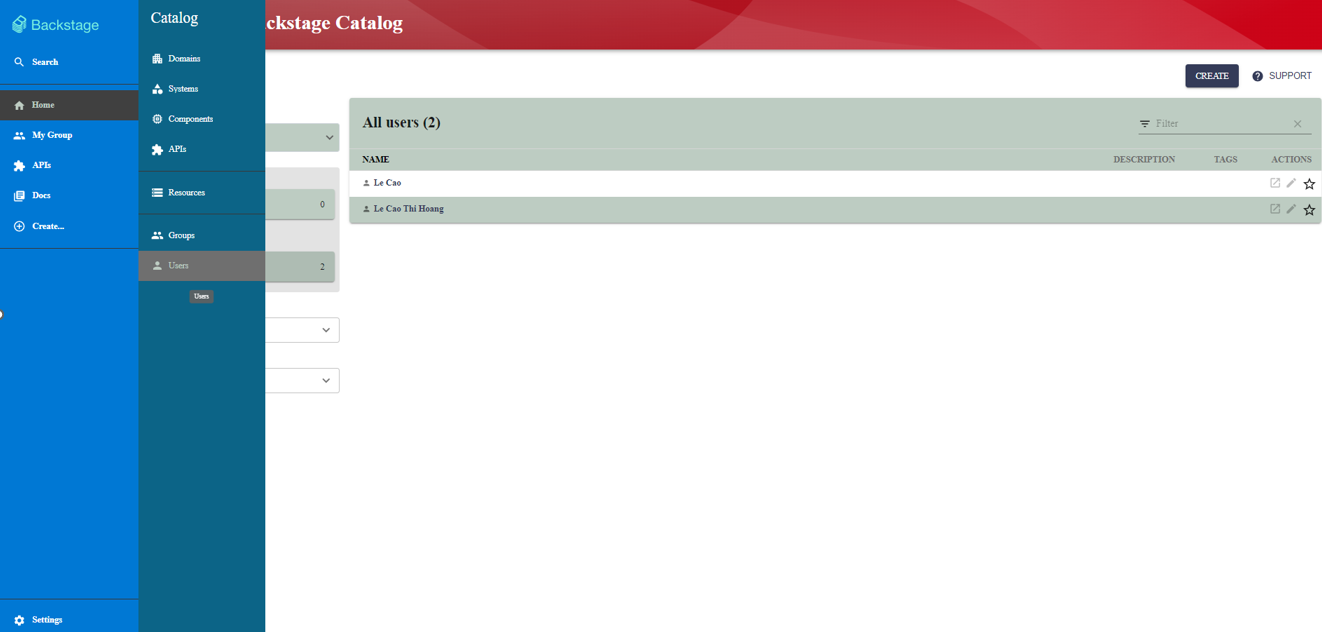 Backstage
Search
Home
My Group
APIs
Docs
Create...
Settings
Catalog
Domains
Systems
Components
APIs
Resources
Groups
Users
Users
ckstage Catalog
CREATE
SUPPORT
0
2
All users (2)
Filter
NAME DESCRIPTION TAGS ACTIONS
Le Cao
Le Cao Thi Hoang